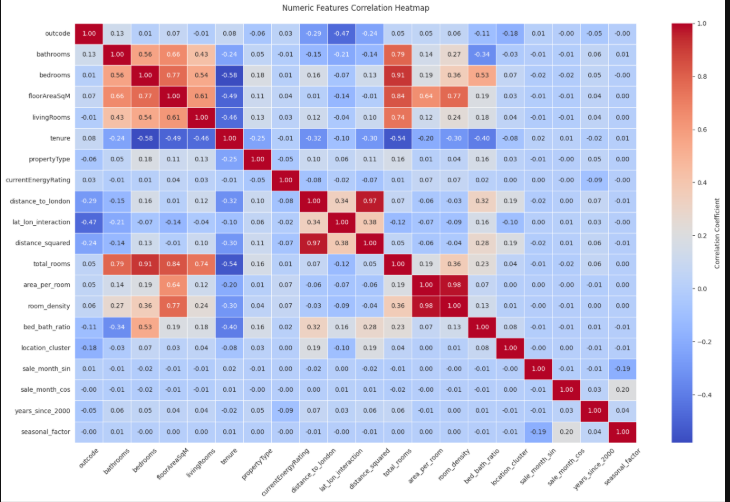 Numeric Features Correlation Heatmap
outcode 1.00 0.13 0.01 0.07 -0.01 0.08 -0.06 0.03 -0.29 -0.47 -0.24 0.05 0.05 0.06 -0.11 -0.18 0.01 -0.00 -0.05 -0.00
bathrooms 0.13 1.00 0.56 0.66 0.43 -0.24 0.05 -0.01 -0.15 -0.21 -0.14 0.79 0.14 0.27 -0.34 -0.03 -0.01 -0.01 0.06 0.01
bedrooms 0.01 0.56 1.00 0.77 0.54 -0.58 0.18 0.01 0.16 -0.07 0.13 0.91 0.19 0.36 0.53 0.07 -0.02 -0.02 0.05 -0.00
floorAreaSqM 0.07 0.66 0.77 1.00 0.61 -0.49 0.11 0.04 0.01 -0.14 -0.01 0.84 0.64 0.77 0.19 0.03 -0.01 -0.01 0.04 0.00
livingRooms -0.01 0.43 0.54 0.61 1.00 -0.46 0.13 0.03 0.12 -0.04 0.10 0.74 0.12 0.24 0.18 0.04 -0.01 -0.01 0.04 -0.00
tenure 0.08 -0.24 -0.58 -0.49 -0.46 1.00 -0.25 -0.01 -0.32 -0.10 -0.30 -0.54 -0.20 -0.30 -0.40 -0.08 0.02 0.01 -0.02 0.01
propertyType -0.06 0.05 0.18 0.11 0.13 -0.25 1.00 -0.05 0.10 0.06 0.11 0.16 0.01 0.04 0.16 0.03 -0.00 -0.00 0.05 0.00
currentEnergyRating 0.03 -0.01 0.01 0.04 0.03 -0.01 -0.05 1.00 -0.08 -0.02 -0.07 0.01 0.07 0.07 0.02 -0.00 -0.00 -0.00 -0.09 0.00
distance_to_london -0.29 -0.15 0.16 0.01 0.12 -0.32 0.10 -0.08 1.00 0.34 0.97 0.07 -0.06 -0.03 0.32 0.19 -0.02 -0.00 0.07 -0.01
lat_lon_interaction -0.47 -0.21 -0.07 -0.14 -0.04 -0.10 0.06 -0.02 0.34 1.00 0.38 -0.12 -0.07 -0.09 0.16 -0.10 -0.01 0.00 0.03 -0.00
distance_squared -0.24 -0.14 0.13 -0.01 0.10 -0.30 0.11 -0.07 0.97 0.38 1.00 0.05 -0.06 -0.04 0.28 0.19 -0.01 -0.00 0.06 -0.01
total_rooms 0.05 0.79 0.91 0.84 0.74 -0.54 0.16 0.01 0.07 -0.12 0.05 1.00 0.19 0.36 0.23 0.04 -0.01 -0.02 0.06 0.00
area_per_room 0.05 0.14 0.19 0.64 0.12 -0.20 0.01 0.07 -0.06 -0.07 -0.06 0.19 1.00 0.98 0.07 0.00 -0.01 -0.00 -0.01 0.00
room_density 0.06 0.27 0.36 0.77 0.24 -0.30 0.04 0.07 -0.03 -0.09 -0.04 0.36 0.98 1.00 0.13 0.01 -0.01 -0.01 0.00 0.00
bed_bath_ratio -0.11 -0.34 0.53 0.19 0.18 -0.40 0.16 0.02 0.32 0.16 0.28 0.23 0.07 0.13 1.00 0.08 -0.01 -0.01 0.00 -0.01
location_cluster -0.18 -0.03 0.07 0.03 0.04 -0.08 0.03 -0.00 0.19 -0.10 0.19 0.04 0.00 0.01 0.08 1.00 -0.01 -0.00 0.01 -0.01
sale_month_sin 0.01 -0.01 -0.02 -0.01 -0.01 0.02 -0.00 -0.00 -0.02 -0.01 -0.01 -0.01 -0.01 -0.01 -0.01 -0.01 1.00 -0.00 -0.01 -0.19
sale_month_cos -0.00 -0.01 -0.02 -0.01 -0.01 0.01 -0.00 -0.00 -0.00 0.00 -0.00 -0.02 -0.00 -0.01 -0.01 -0.00 -0.00 1.00 0.03 0.20
years_since_2000 -0.05 0.06 0.05 0.04 0.04 -0.02 0.05 -0.09 0.07 0.03 0.06 0.06 -0.01 0.00 0.00 0.01 -0.01 0.03 1.00 0.04
seasonal_factor -0.00 0.01 -0.00 0.00 -0.00 0.01 0.00 0.00 -0.01 -0.00 -0.01 0.00 0.00 0.00 -0.01 -0.01 -0.19 0.20 0.04 1.00
outcode bathrooms bedrooms floorAreaSqM livingRooms tenure propertyType currentEnergyRating distance_to_london lat_lon_interaction distance_squared total_rooms area_per_room room_density bed_bath_ratio location_cluster sale_month_sin sale_month_cos years_since_2000 seasonal_factor
1.0
0.8
0.6
0.4
0.2
0.0
−0.2
−0.4
Correlation Coefficient